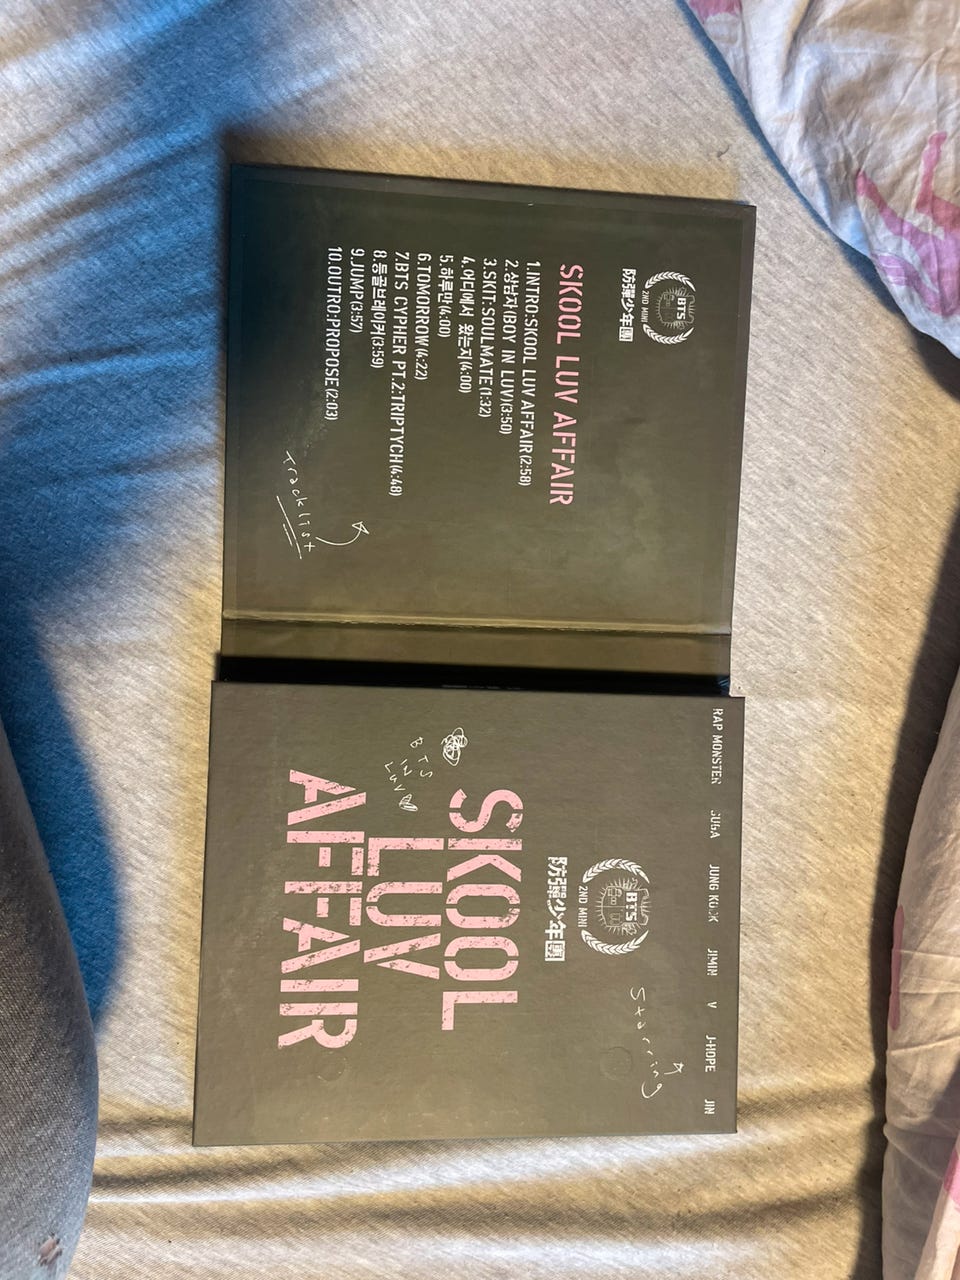 BTS
2ND MINI
防彈少年團
SKOOL LUV AFFAIR
1.INTRO:SKOOL LUV AFFAIR(2:58)
2.상남자(BOY IN LUV)(3:50)
3.SKIT:SOULMATE(1:32)
4.어디에서 왔는지(4:00)
5.하루만(4:00)
6.TOMORROW(4:22)
7.BTS CYPHER PT.2:TRIPTYCH(4:48)
8.등골브레이커(3:59)
9.JUMP(3:57)
10.OUTRO:PROPOSE(2:03)
Tracklist
RAP MONSTER SUGA JUNG KOOK JIMIN V J-HOPE JIN
Starring
BTS
2ND MINI
防彈少年團
SKOOL
LUV
AFFAIR
BTS
IN
LUV